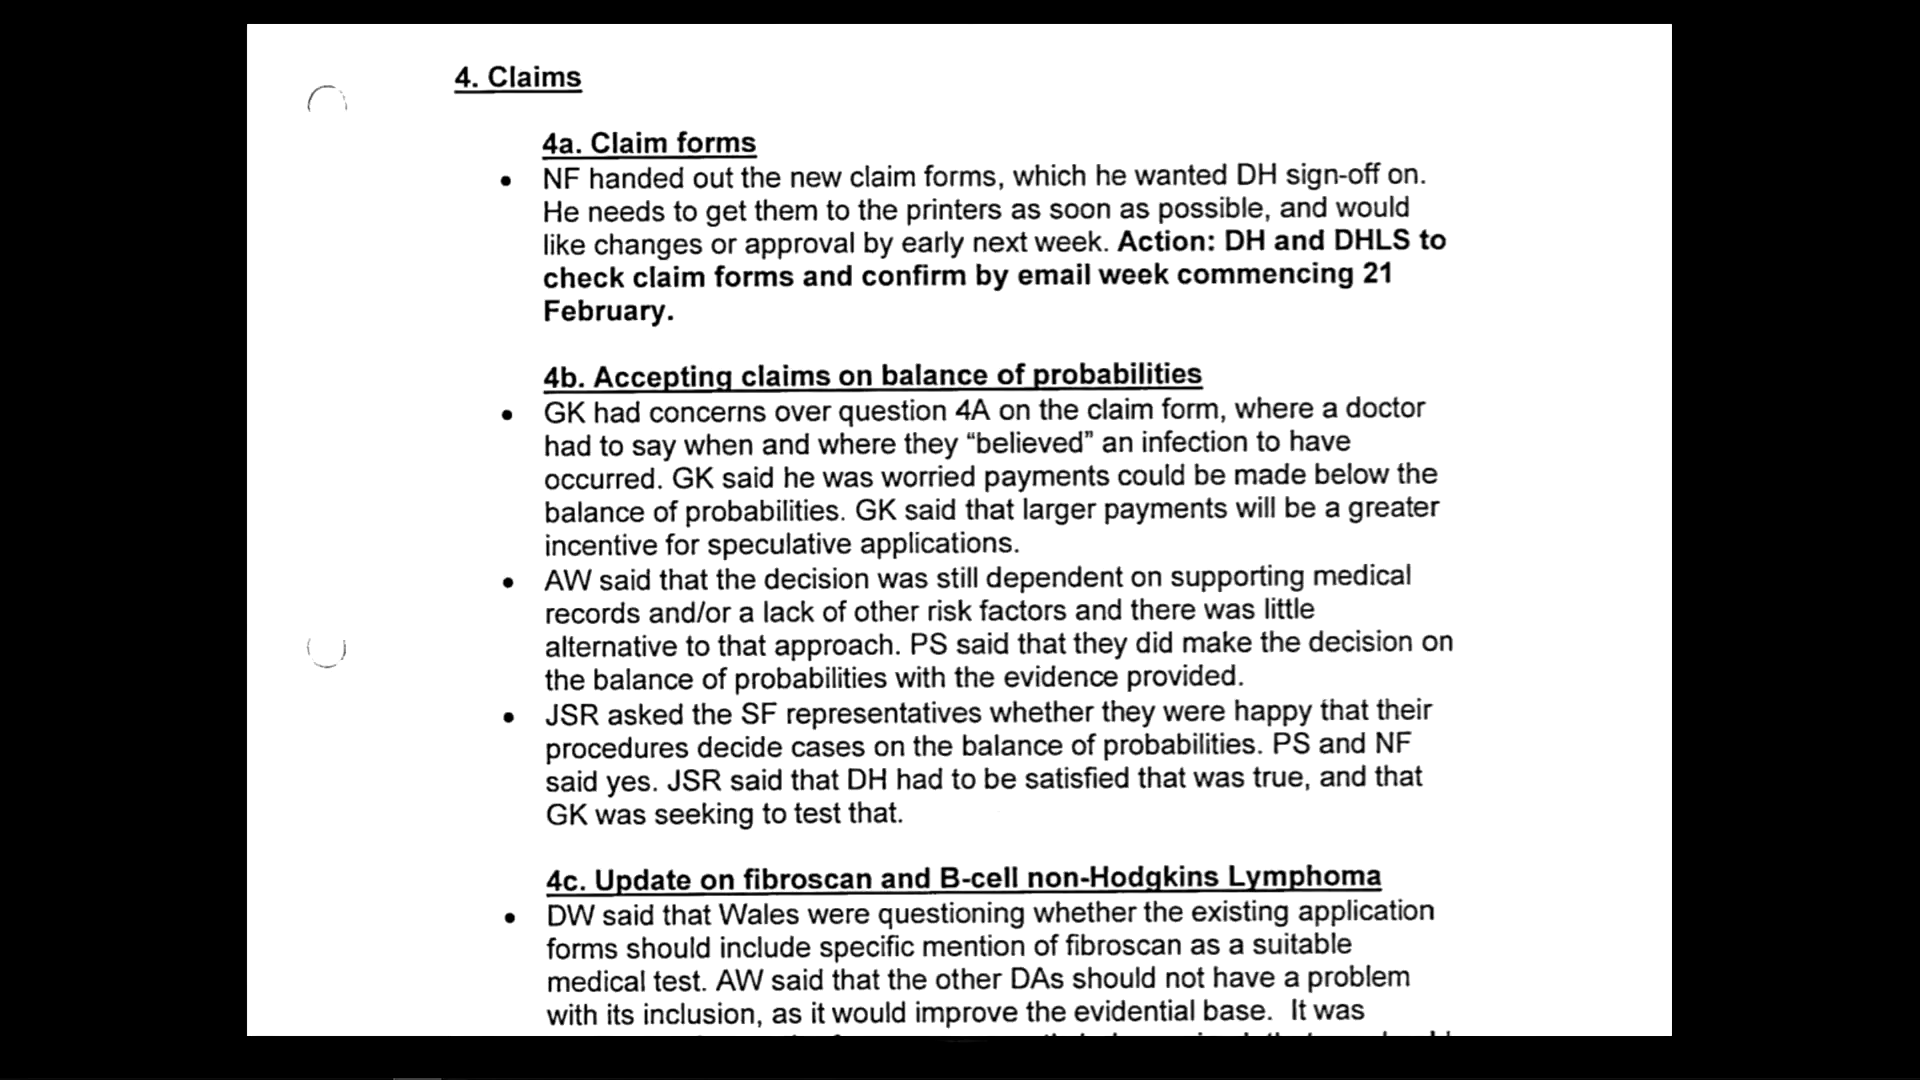 4. Claims
4a. Claim forms
• NF handed out the new claim forms, which he wanted DH sign-off on.
He needs to get them to the printers as soon as possible, and would
like changes or approval by early next week. Action: DH and DHLS to
check claim forms and confirm by email week commencing 21
February.
4b. Accepting claims on balance of probabilities
• GK had concerns over question 4A on the claim form, where a doctor
had to say when and where they “believed” an infection to have
occurred. GK said he was worried payments could be made below the
balance of probabilities. GK said that larger payments will be a greater
incentive for speculative applications.
• AW said that the decision was still dependent on supporting medical
records and/or a lack of other risk factors and there was little
alternative to that approach. PS said that they did make the decision on
the balance of probabilities with the evidence provided.
• JSR asked the SF representatives whether they were happy that their
procedures decide cases on the balance of probabilities. PS and NF
said yes. JSR said that DH had to be satisfied that was true, and that
GK was seeking to test that.
4c. Update on fibroscan and B-cell non-Hodgkins Lymphoma
• DW said that Wales were questioning whether the existing application
forms should include specific mention of fibroscan as a suitable
medical test. AW said that the other DAs should not have a problem
with its inclusion, as it would improve the evidential base. It was